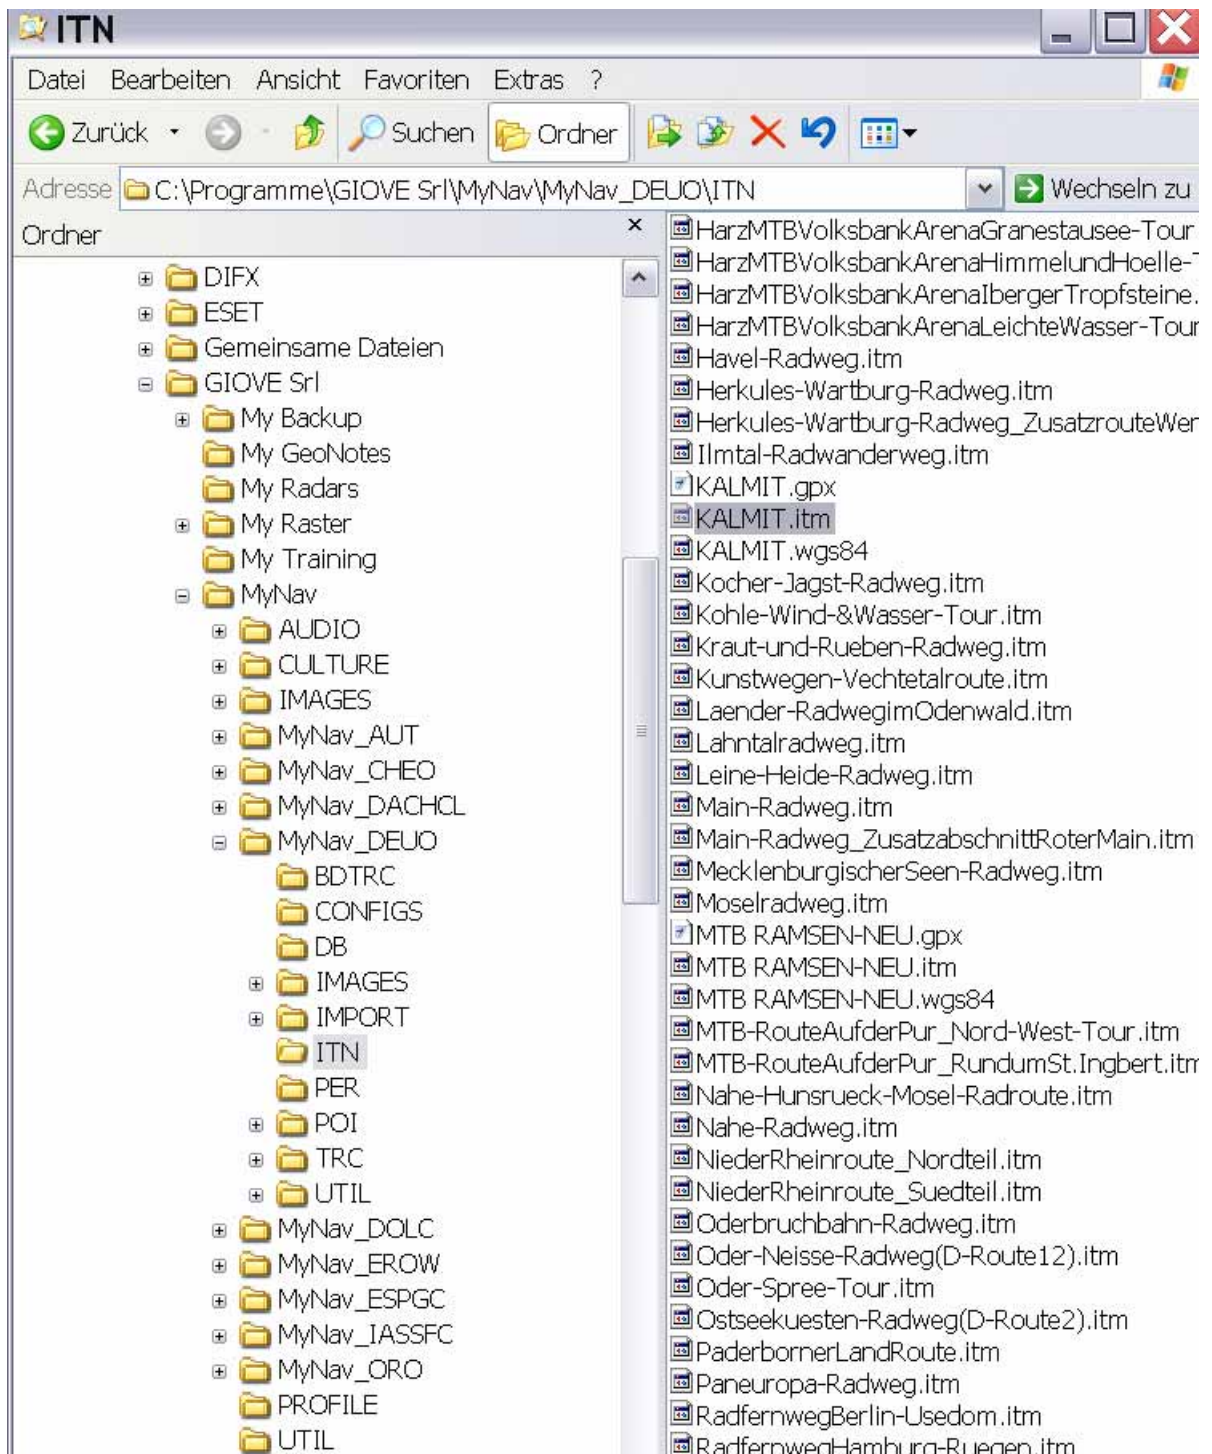 ITN
Datei Bearbeiten Ansicht Favoriten Extras ?
Zurück Suchen Ordner
Adresse C:\Programme\GIOVE Srl\MyNav\MyNav_DEUO\ITN Wechseln zu
Ordner
DIFX
ESET
Gemeinsame Dateien
GIOVE Srl
My Backup
My GeoNotes
My Radars
My Raster
My Training
MyNav
AUDIO
CULTURE
IMAGES
MyNav_AUT
MyNav_CHEO
MyNav_DACHCL
MyNav_DEUO
BDTRC
CONFIGS
DB
IMAGES
IMPORT
ITN
PER
POI
TRC
UTIL
MyNav_DOLC
MyNav_EROW
MyNav_ESPGC
MyNav_IASSFC
MyNav_ORO
PROFILE
UTIL
HarzMTBVolksbankArenaGranestausee-Tour
HarzMTBVolksbankArenaHimmelundHoelle-T
HarzMTBVolksbankArenaIbergerTropfsteine.
HarzMTBVolksbankArenaLeichteWasser-Tour
Havel-Radweg.itm
Herkules-Wartburg-Radweg.itm
Herkules-Wartburg-Radweg_ZusatzrouteWer
Ilmtal-Radwanderweg.itm
KALMIT.gpx
KALMIT.itm
KALMIT.wgs84
Kocher-Jagst-Radweg.itm
Kohle-Wind-&Wasser-Tour.itm
Kraut-und-Rueben-Radweg.itm
Kunstwegen-Vechtetalroute.itm
Laender-RadwegimOdenwald.itm
Lahntalradweg.itm
Leine-Heide-Radweg.itm
Main-Radweg.itm
Main-Radweg_ZusatzabschnittRoterMain.itm
MecklenburgischerSeen-Radweg.itm
Moselradweg.itm
MTB RAMSEN-NEU.gpx
MTB RAMSEN-NEU.itm
MTB RAMSEN-NEU.wgs84
MTB-RouteAufderPur_Nord-West-Tour.itm
MTB-RouteAufderPur_RundumSt.Ingbert.itm
Nahe-Hunsrueck-Mosel-Radroute.itm
Nahe-Radweg.itm
NiederRheinroute_Nordteil.itm
NiederRheinroute_Suedteil.itm
Oderbruchbahn-Radweg.itm
Oder-Neisse-Radweg(D-Route12).itm
Oder-Spree-Tour.itm
Ostseekuesten-Radweg(D-Route2).itm
PaderbornerLandRoute.itm
Paneuropa-Radweg.itm
RadfernwegBerlin-Usedom.itm
RadfernwegHamburg-Ruegen.itm